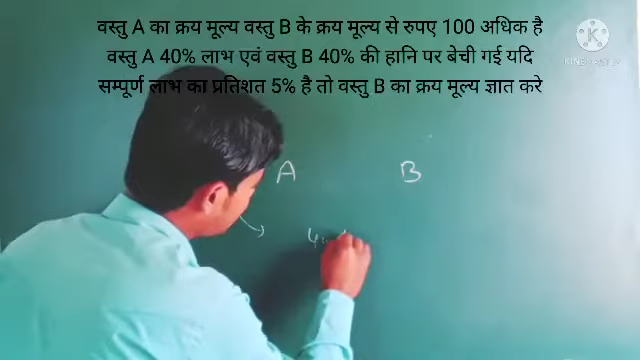 वस्तु A का क्रय मूल्य वस्तु B के क्रय मूल्य से रुपए 100 अधिक है
वस्तु A 40% लाभ एवं वस्तु B 40% की हानि पर बेची गई यदि
सम्पूर्ण लाभ का प्रतिशत 5% है तो वस्तु B का क्रय मूल्य ज्ञात करे
KINEMASTER
A B